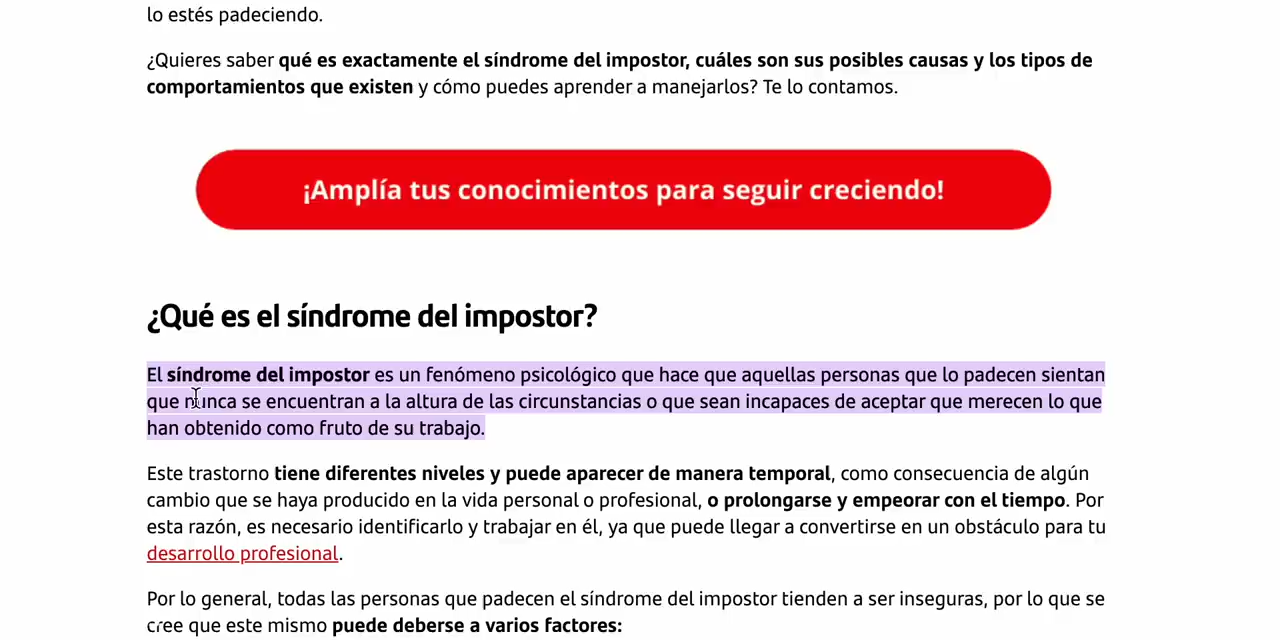 lo estés padeciendo.
¿Quieres saber qué es exactamente el síndrome del impostor, cuáles son sus posibles causas y los tipos de
comportamientos que existen y cómo puedes aprender a manejarlos? Te lo contamos.
¡Amplía tus conocimientos para seguir creciendo!
¿Qué es el síndrome del impostor?
El síndrome del impostor es un fenómeno psicológico que hace que aquellas personas que lo padecen sientan
que nunca se encuentran a la altura de las circunstancias o que sean incapaces de aceptar que merecen lo que
han obtenido como fruto de su trabajo.
Este trastorno tiene diferentes niveles y puede aparecer de manera temporal, como consecuencia de algún
cambio que se haya producido en la vida personal o profesional, o prolongarse y empeorar con el tiempo. Por
esta razón, es necesario identificarlo y trabajar en él, ya que puede llegar a convertirse en un obstáculo para tu
desarrollo profesional.
Por lo general, todas las personas que padecen el síndrome del impostor tienden a ser inseguras, por lo que se
cree que este mismo puede deberse a varios factores: